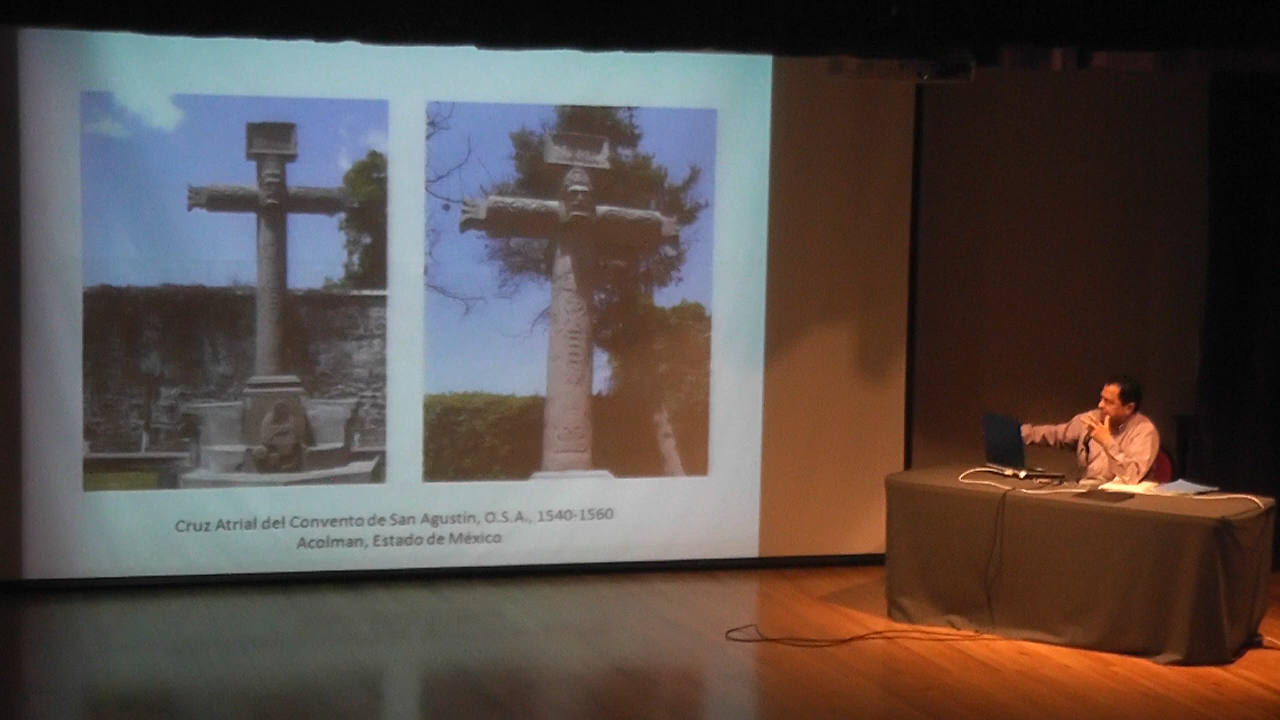 Cruz Atrial del Convento de San Agustín, O.S.A., 1540-1560
Acolman, Estado de México